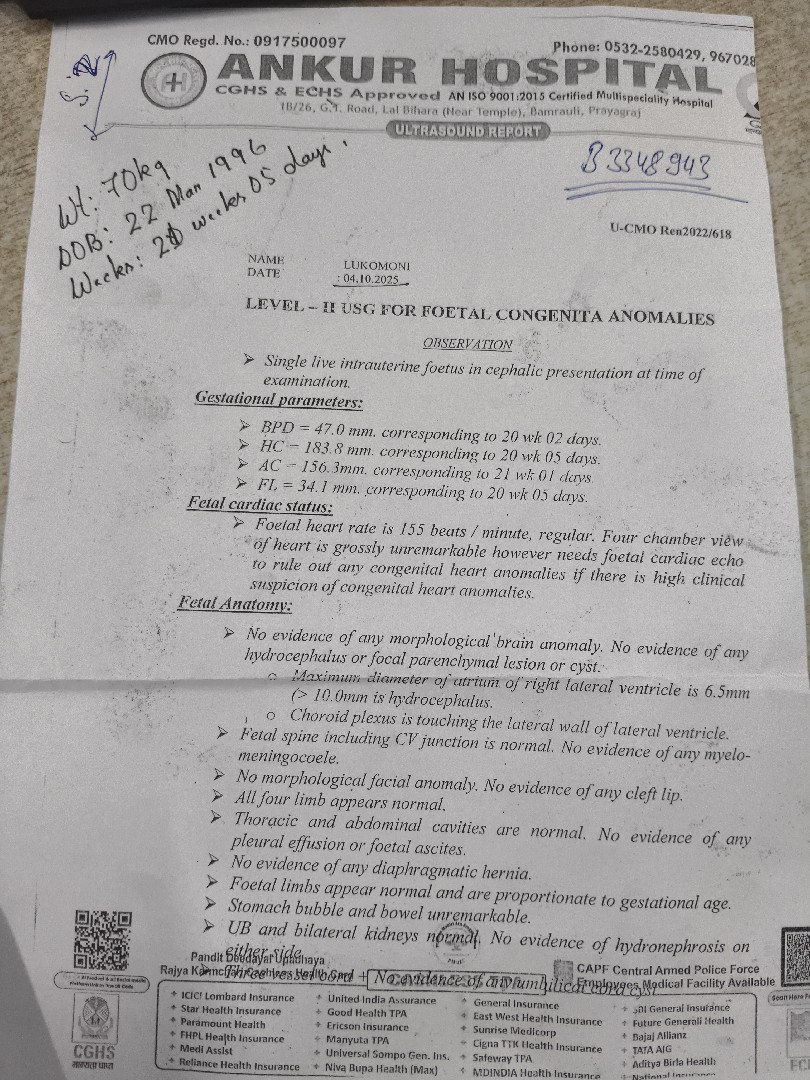 CMO Regd. No.: 0917500097
Phone: 0532-2580429, 967028
ANKUR HOSPITAL
CGHS & ECHS Approved AN ISO 9001:2015 Certified Multispeciality Hospital
1B/26, G.T. Road, Lal Bihara (Near Temple), Bamrauli, Prayagraj
ULTRASOUND REPORT
Wt: 70kg
DOB: 22 Mar 1996
Weeks: weeks 05 days.
B3348943
U-CMO Ren2022/618
NAME LUKOMONI
DATE : 04.10.2025
LEVEL – II USG FOR FOETAL CONGENITA ANOMALIES
OBSERVATION
➢ Single live intrauterine foetus in cephalic presentation at time of
examination.
Gestational parameters:
➢ BPD = 47.0 mm. corresponding to 20 wk 02 days.
➢ HC = 183.8 mm. corresponding to 20 wk 05 days.
➢ AC = 156.3mm. corresponding to 21 wk 01 days
➢ FL = 34.1 mm. corresponding to 20 wk 05 days.
Fetal cardiac status:
➢ Foetal heart rate is 155 beats / minute, regular. Four chamber view
of heart is grossly unremarkable however needs foetal cardiac echo
to rule out any congenital heart anomalies if there is high clinical
suspicion of congenital heart anomalies.
Fetal Anatomy:
➢ No evidence of any morphological brain anomaly. No evidence of any
hydrocephalus or focal parenchymal lesion or cyst.
○ Maximum diameter of atrium of right lateral ventricle is 6.5mm
(> 10.0mm is hydrocephalus.
○ Choroid plexus is touching the lateral wall of lateral ventricle.
➢ Fetal spine including CV junction is normal. No evidence of any myelo-
meningocoele.
➢ No morphological facial anomaly. No evidence of any cleft lip.
➢ All four limb appears normal.
➢ Thoracic and abdominal cavities are normal. No evidence of any
pleural effusion or foetal ascites.
➢ No evidence of any diaphragmatic hernia.
➢ Foetal limbs appear normal and are proportionate to gestational age.
➢ Stomach bubble and bowel unremarkable.
➢ UB and bilateral kidneys normal. No evidence of hydronephrosis on
either side.
Three vessel cord + No evidence of any umbilical cord cyst
Pandit Deedayal Upadhaya
Rajya Cashless Health Card
CAPF Central Armed Police Force
Employees Medical Facility Available
CGHS
+ ICICI Lombard Insurance
+ Star Health Insurance
+ Paramount Health
+ FHPL Health Insurance
+ Medi Assist
+ Reliance Health Insurance
+ United India Assurance
+ Good Health TPA
+ Ericson Insurance
+ Manyuta TPA
+ Universal Sompo Gen. Ins.
+ Niva Bupa Health (Max)
+ General Insurance
+ East West Health Insurance
+ Sunrise Medicorp
+ Cigna TTK Health Insurance
+ Safeway TPA
+ MDINDIA Health Insurance
+ SBI General Insurance
+ Future Generali Health
+ Bajaj Allianz
+ TATA AIG
+ Aditya Birla Health
+ National Insurance